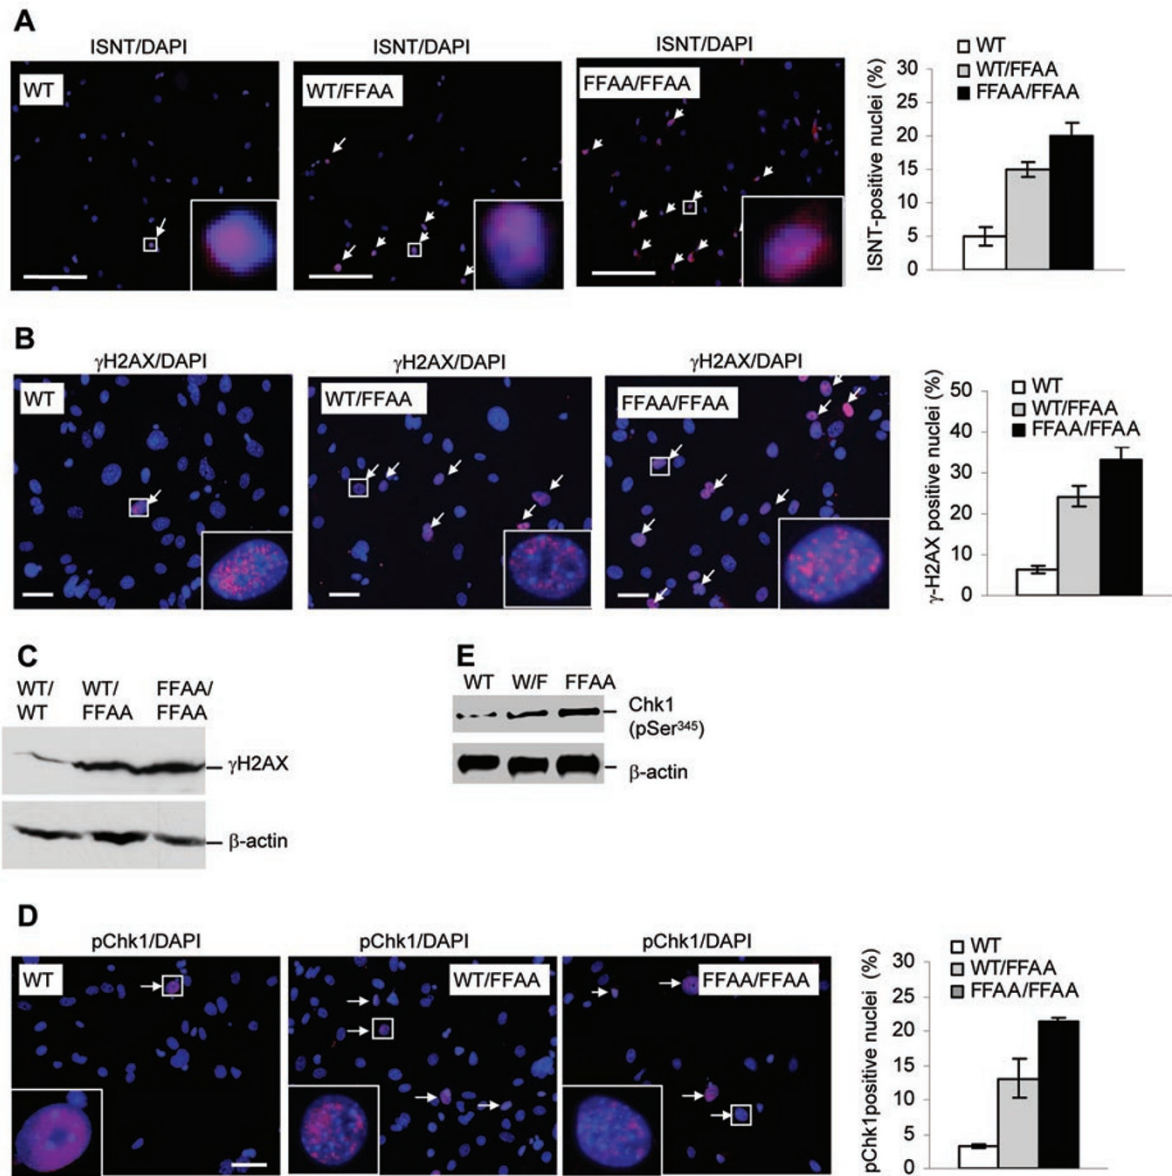 A
ISNT/DAPI
ISNT/DAPI
ISNT/DAPI
WT
WT/FFAA
FFAA/FFAA
WT
WT/FFAA
FFAA/FFAA
ISNT-positive nuclei (%)
30
25
20
15
10
5
0
B
γH2AX/DAPI
γH2AX/DAPI
γH2AX/DAPI
WT
WT/FFAA
FFAA/FFAA
WT
WT/FFAA
FFAA/FFAA
γ-H2AX positive nuclei (%)
50
40
30
20
10
0
C
WT/ WT/ FFAA/
WT FFAA FFAA
γH2AX
β-actin
E
WT W/F FFAA
Chk1
(pSer³⁴⁵)
β-actin
D
pChk1/DAPI
pChk1/DAPI
pChk1/DAPI
WT
WT/FFAA
FFAA/FFAA
WT
WT/FFAA
FFAA/FFAA
pChk1positive nuclei (%)
30
25
20
15
10
5
0